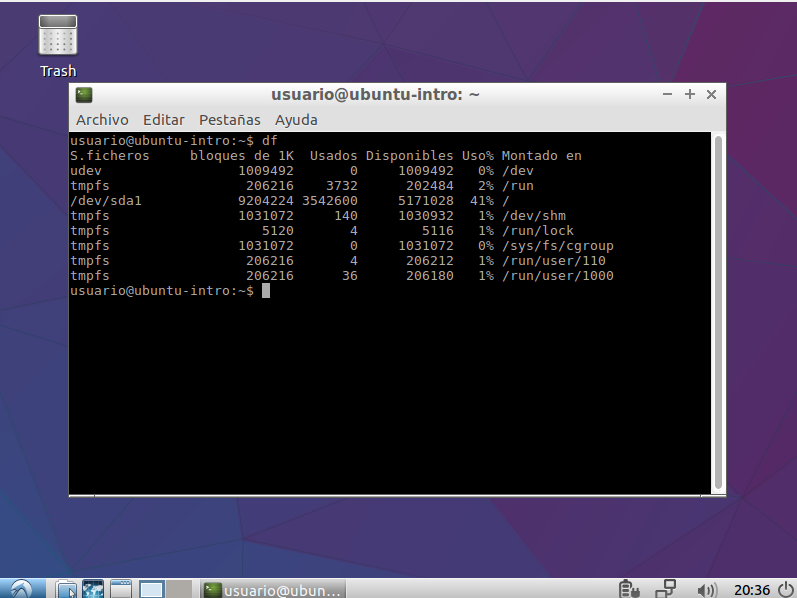 Trash
usuario@ubuntu-intro: ~
Archivo Editar Pestañas Ayuda
usuario@ubuntu-intro:~$ df
S.ficheros     bloques de 1K  Usados Disponibles Uso% Montado en
udev                 1009492       0     1009492   0% /dev
tmpfs                 206216    3732      202484   2% /run
/dev/sda1            9204224 3542600     5171028  41% /
tmpfs                1031072     140     1030932   1% /dev/shm
tmpfs                   5120       4        5116   1% /run/lock
tmpfs                1031072       0     1031072   0% /sys/fs/cgroup
tmpfs                 206216       4      206212   1% /run/user/110
tmpfs                 206216      36      206180   1% /run/user/1000
usuario@ubuntu-intro:~$
usuario@ubun... 20:36